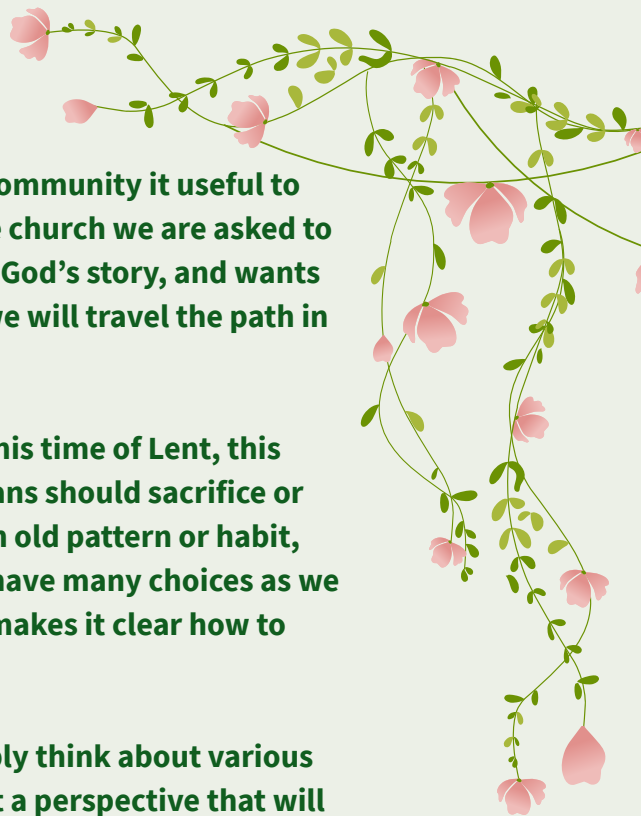 ommunity it useful to
church we are asked to
God's story, and wants
we will travel the path in
his time of Lent, this
ans should sacrifice or
old pattern or habit,
have many choices as we
makes it clear how to
ly think about various
t a perspective that will